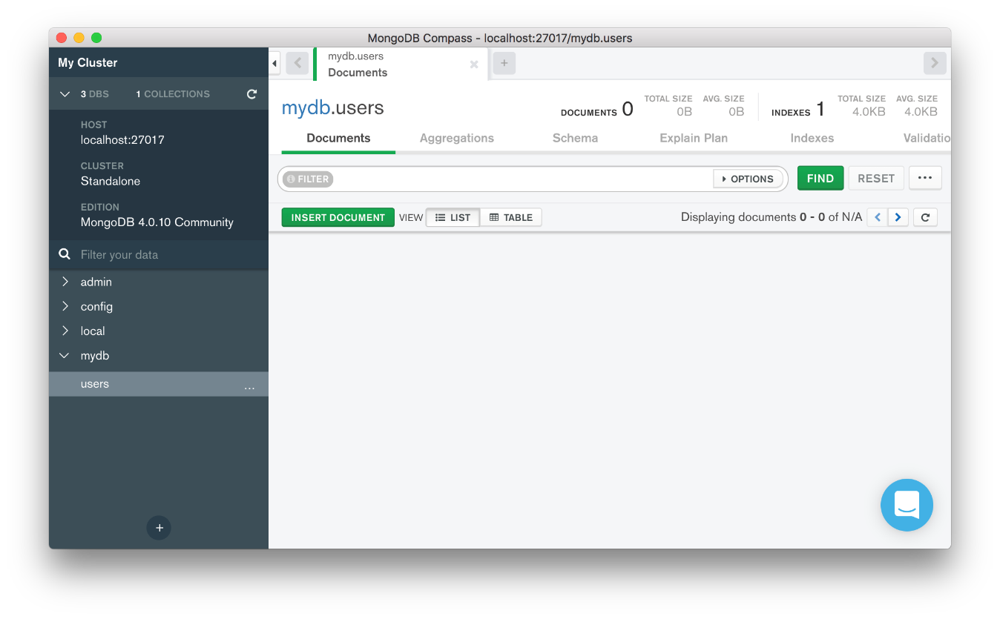 MongoDB Compass - localhost:27017/mydb.users
My Cluster
3 DBS 1 COLLECTIONS
HOST
localhost:27017
CLUSTER
Standalone
EDITION
MongoDB 4.0.10 Community
Filter your data
admin
config
local
mydb
users ...
mydb.users
Documents
+
mydb.users
DOCUMENTS 0
TOTAL SIZE AVG. SIZE
0B 0B
INDEXES 1
TOTAL SIZE AVG. SIZE
4.0KB 4.0KB
Documents Aggregations Schema Explain Plan Indexes Validatio
FILTER OPTIONS FIND RESET ...
INSERT DOCUMENT VIEW LIST TABLE Displaying documents 0 - 0 of N/A
+